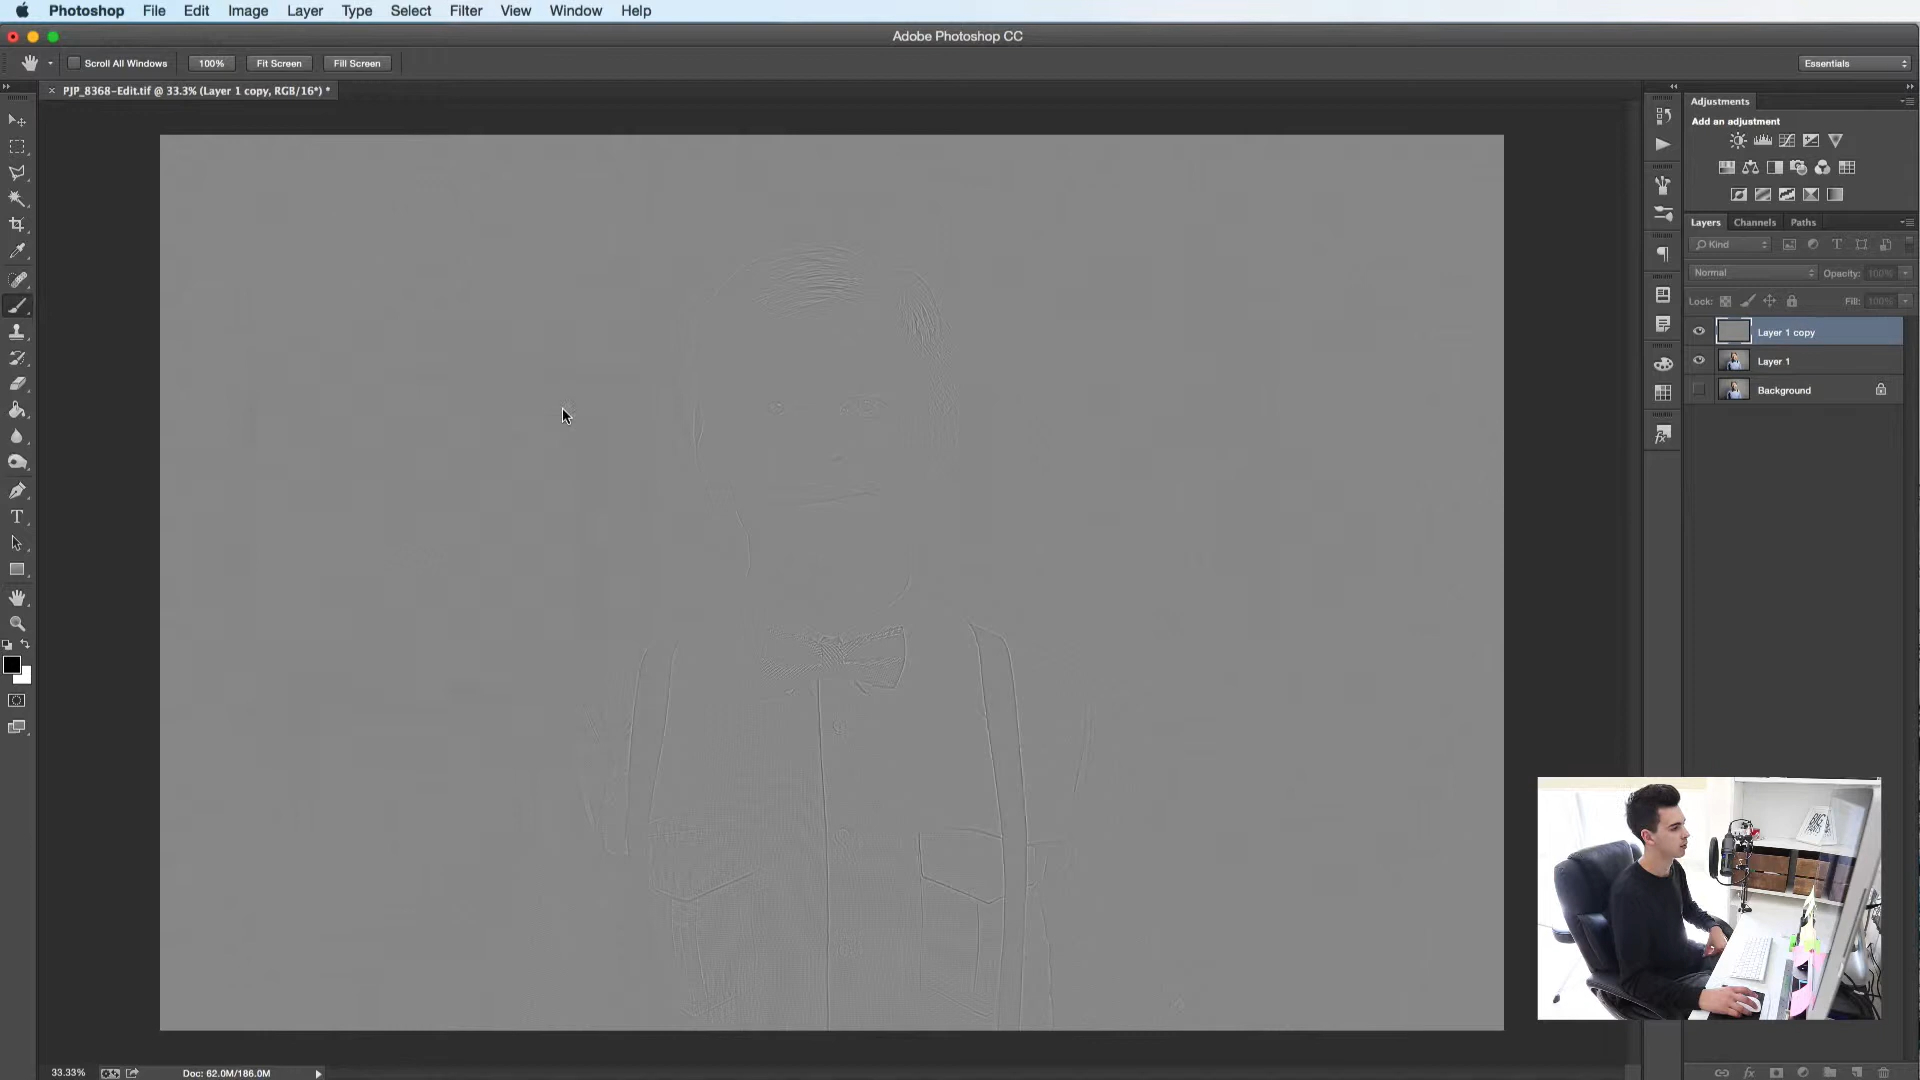 Photoshop File Edit Image Layer Type Select Filter View Window Help
Adobe Photoshop CC
Scroll All Windows 100% Fit Screen Fill Screen Essentials
PJP_8368-Edit.tif @ 33.3% (Layer 1 copy, RGB/16*) *
Adjustments
Add an adjustment
Layers Channels Paths
Kind
Normal Opacity: 100%
Lock: Fill: 100%
Layer 1 copy
Layer 1
Background
33.33% Doc: 62.0M/186.0M